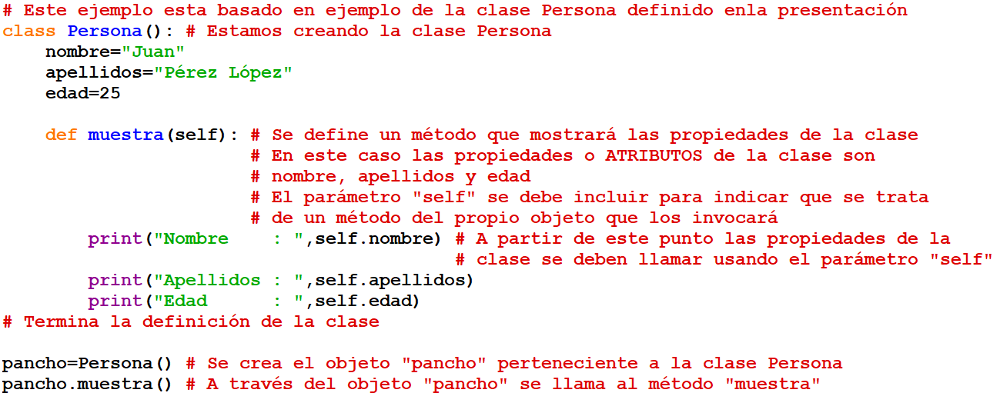 # Este ejemplo esta basado en ejemplo de la clase Persona definido enla presentación
class Persona(): # Estamos creando la clase Persona
    nombre="Juan"
    apellidos="Pérez López"
    edad=25

    def muestra(self): # Se define un método que mostrará las propiedades de la clase
                       # En este caso las propiedades o ATRIBUTOS de la clase son
                       # nombre, apellidos y edad
                       # El parámetro "self" se debe incluir para indicar que se trata
                       # de un método del propio objeto que los invocará
        print("Nombre    : ",self.nombre) # A partir de este punto las propiedades de la
                                          # clase se deben llamar usando el parámetro "self"
        print("Apellidos : ",self.apellidos)
        print("Edad      : ",self.edad)
# Termina la definición de la clase

pancho=Persona() # Se crea el objeto "pancho" perteneciente a la clase Persona
pancho.muestra() # A través del objeto "pancho" se llama al método "muestra"